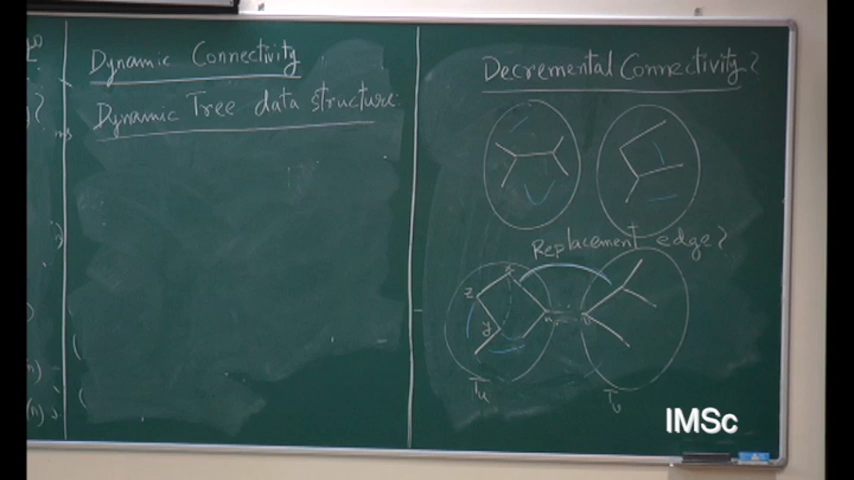 Dynamic Connectivity
Dynamic Tree data structure:
Decremental Connectivity?
Replacement edge?
x
z
y
u
v
Tu
Tv
(n)
(n)
IMSc